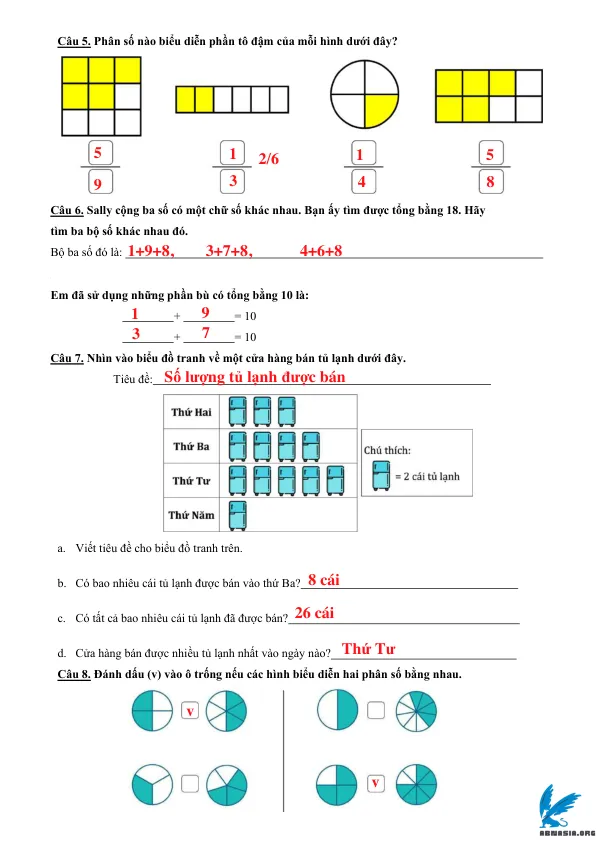 Câu 5. Phân số nào biểu diễn phần tô đậm của mỗi hình dưới đây?
5 1 2/6 1 5
9 3 4 8
Câu 6. Sally cộng ba số có một chữ số khác nhau. Bạn ấy tìm được tổng bằng 18. Hãy
tìm ba bộ số khác nhau đó.
Bộ ba số đó là: 1+9+8, 3+7+8, 4+6+8
Em đã sử dụng những phần bù có tổng bằng 10 là:
1 + 9 = 10
3 + 7 = 10
Câu 7. Nhìn vào biểu đồ tranh về một cửa hàng bán tủ lạnh dưới đây.
Tiêu đề: Số lượng tủ lạnh được bán
Thứ Hai
Thứ Ba
Thứ Tư
Thứ Năm
Chú thích:
= 2 cái tủ lạnh
a. Viết tiêu đề cho biểu đồ tranh trên.
b. Có bao nhiêu cái tủ lạnh được bán vào thứ Ba? 8 cái
c. Có tất cả bao nhiêu cái tủ lạnh đã được bán? 26 cái
d. Cửa hàng bán được nhiều tủ lạnh nhất vào ngày nào? Thứ Tư
Câu 8. Đánh dấu (v) vào ô trống nếu các hình biểu diễn hai phân số bằng nhau.
v
v
ABNASIA.ORG